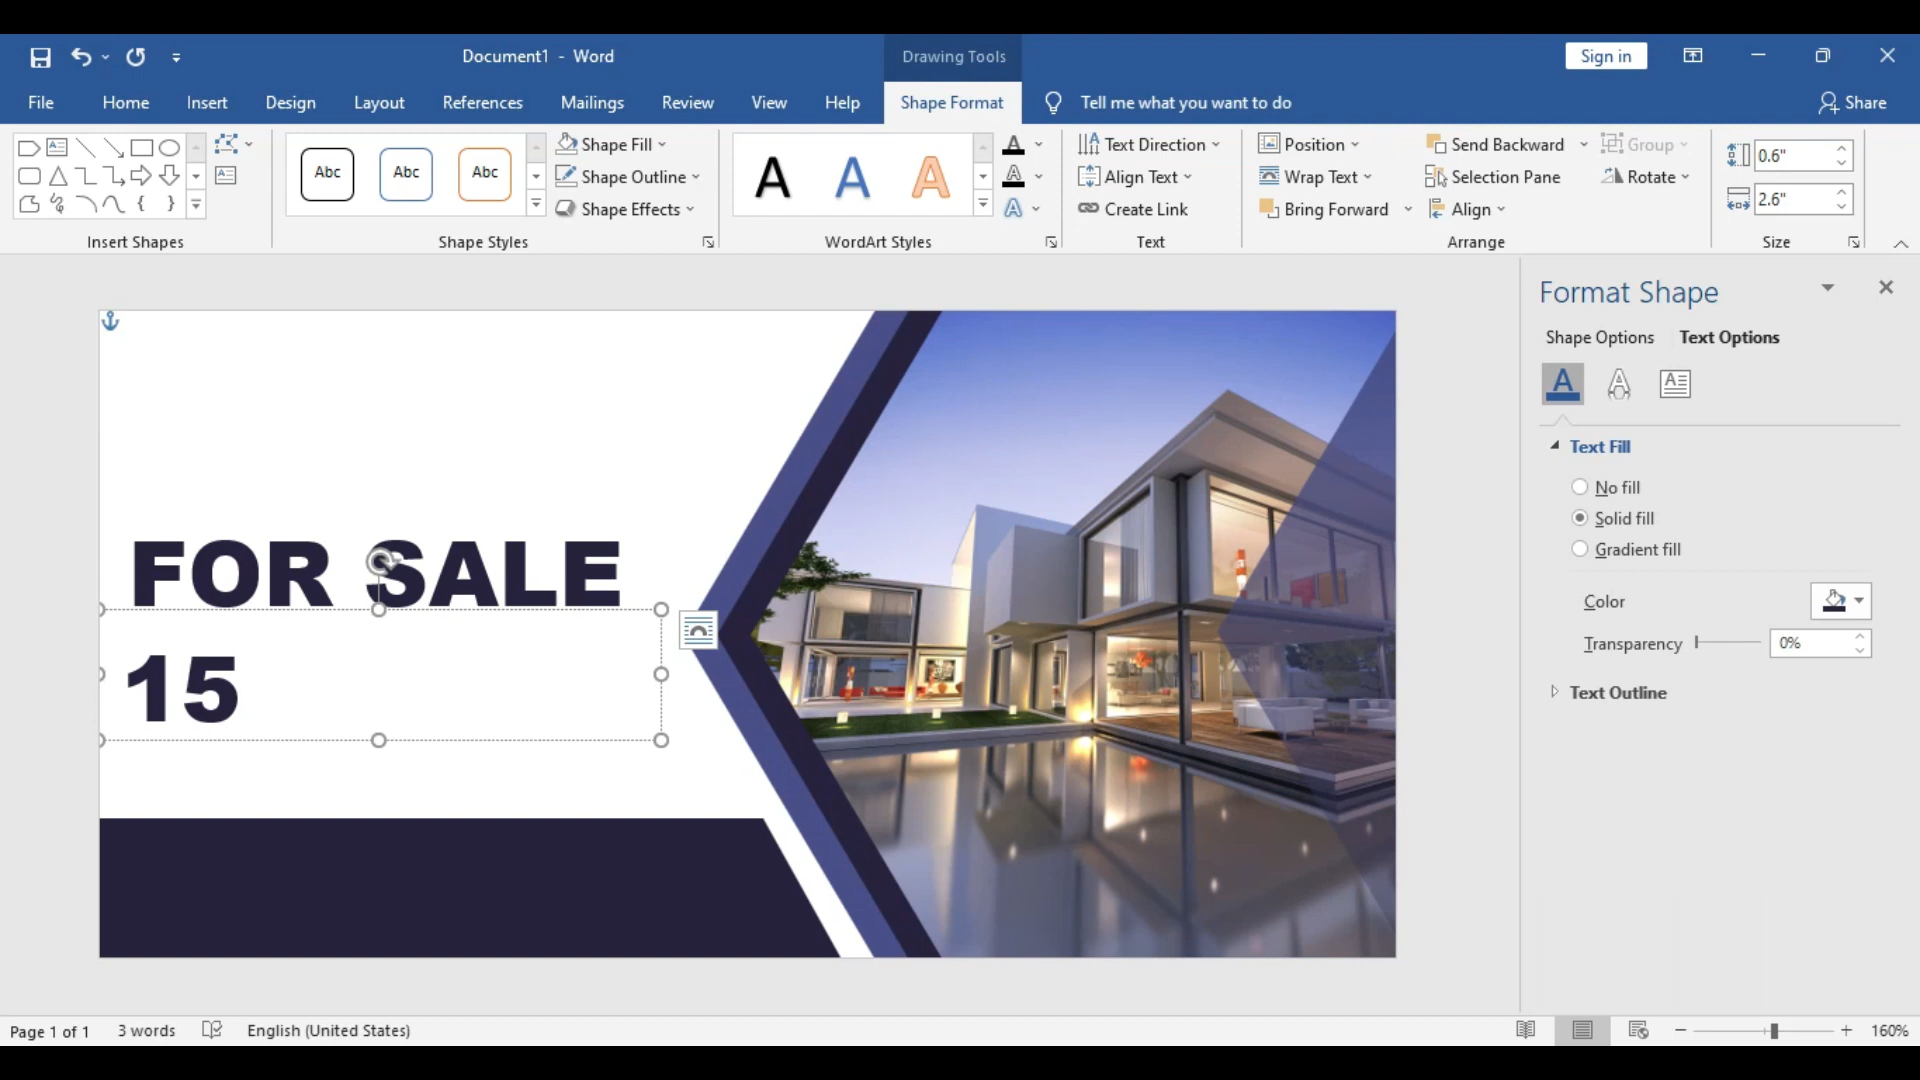 Document1 - Word
Drawing Tools
Sign in
File Home Insert Design Layout References Mailings Review View Help Shape Format Tell me what you want to do Share
Abc Abc Abc
Shape Fill
Shape Outline
Shape Effects
A A A
Text Direction
Align Text
Create Link
Position
Wrap Text
Bring Forward
Send Backward
Selection Pane
Align
Group
Rotate
0.6"
2.6"
Insert Shapes
Shape Styles
WordArt Styles
Text
Arrange
Size
FOR SALE
15
Format Shape
Shape Options Text Options
Text Fill
No fill
Solid fill
Gradient fill
Color
Transparency 0%
Text Outline
Page 1 of 1 3 words English (United States) 160%